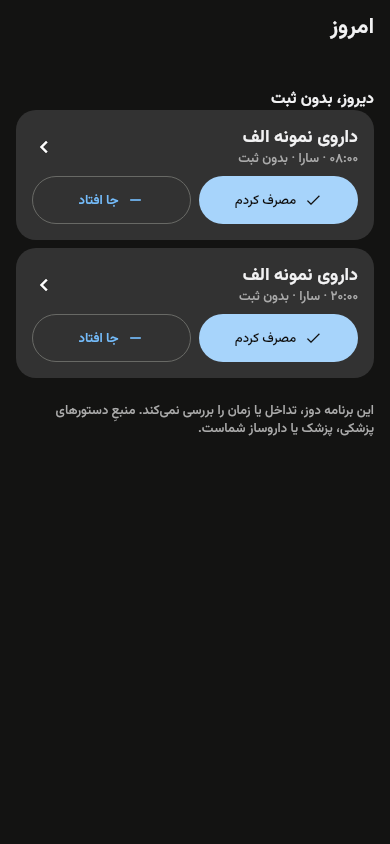 امروز
دیروز، بدون ثبت
داروی نمونه الف
۰۸:۰۰ · سارا · بدون ثبت
مصرف کردم
جا افتاد
داروی نمونه الف
۲۰:۰۰ · سارا · بدون ثبت
مصرف کردم
جا افتاد
این برنامه دوز، تداخل یا زمان را بررسی نمی‌کند. منبعِ دستورهای
پزشکی، پزشک یا داروساز شماست.